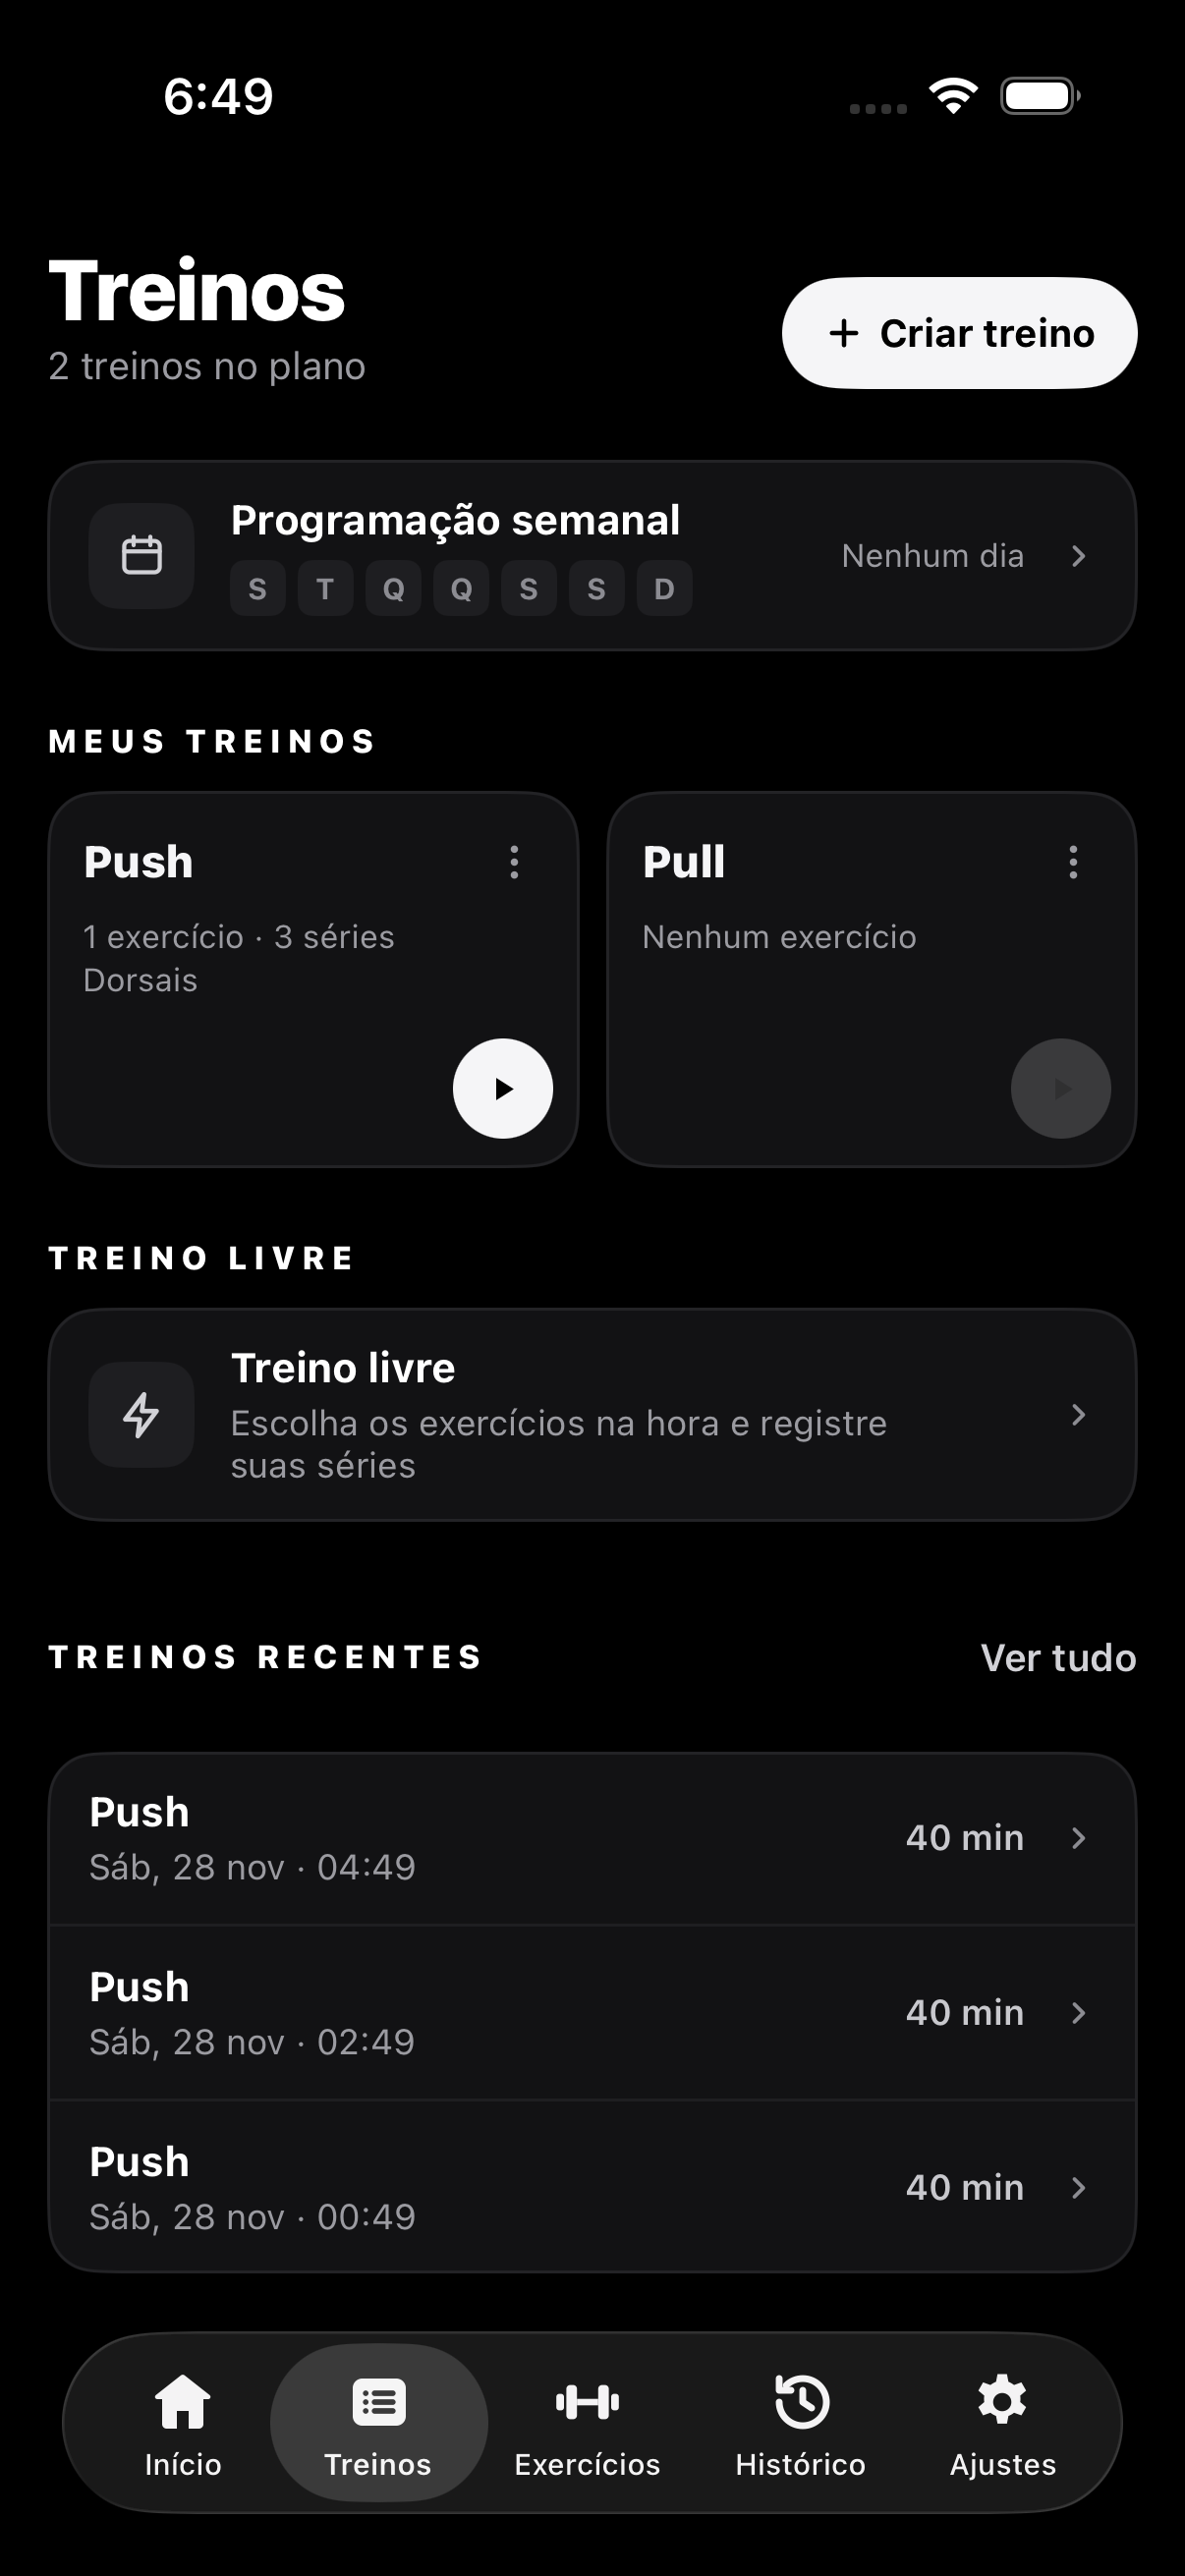 6:49
Treinos
2 treinos no plano
+ Criar treino
Programação semanal
S T Q Q S S D
Nenhum dia
MEUS TREINOS
Push
1 exercício · 3 séries
Dorsais
Pull
Nenhum exercício
TREINO LIVRE
Treino livre
Escolha os exercícios na hora e registre
suas séries
TREINOS RECENTES
Ver tudo
Push
Sáb, 28 nov · 04:49
40 min
Push
Sáb, 28 nov · 02:49
40 min
Push
Sáb, 28 nov · 00:49
40 min
Início
Treinos
Exercícios
Histórico
Ajustes